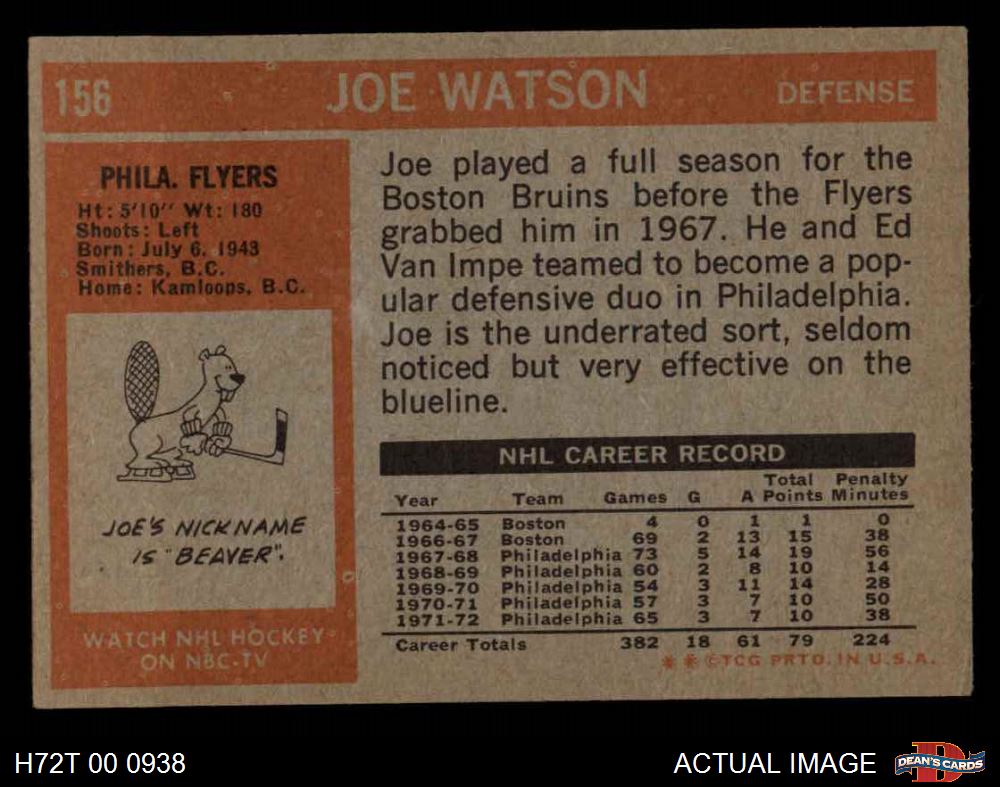 156 JOE WATSON DEFENSE
PHILA. FLYERS
Ht: 5'10" Wt: 180
Shoots: Left
Born: July 6, 1943
Smithers, B.C.
Home: Kamloops, B.C.
JOE'S NICKNAME
IS "BEAVER".
WATCH NHL HOCKEY
ON NBC-TV
Joe played a full season for the
Boston Bruins before the Flyers
grabbed him in 1967. He and Ed
Van Impe teamed to become a pop-
ular defensive duo in Philadelphia.
Joe is the underrated sort, seldom
noticed but very effective on the
blueline.
NHL CAREER RECORD
Year Team Games G A Total Points Penalty Minutes
1964-65 Boston 4 0 1 1 0
1966-67 Boston 69 2 13 15 38
1967-68 Philadelphia 73 5 14 19 56
1968-69 Philadelphia 60 2 8 10 14
1969-70 Philadelphia 54 3 11 14 28
1970-71 Philadelphia 57 3 7 10 50
1971-72 Philadelphia 65 3 7 10 38
Career Totals 382 18 61 79 224
* * ©TCG PRTD. IN U.S.A.
H72T 00 0938 ACTUAL IMAGE D DEAN'S CARDS